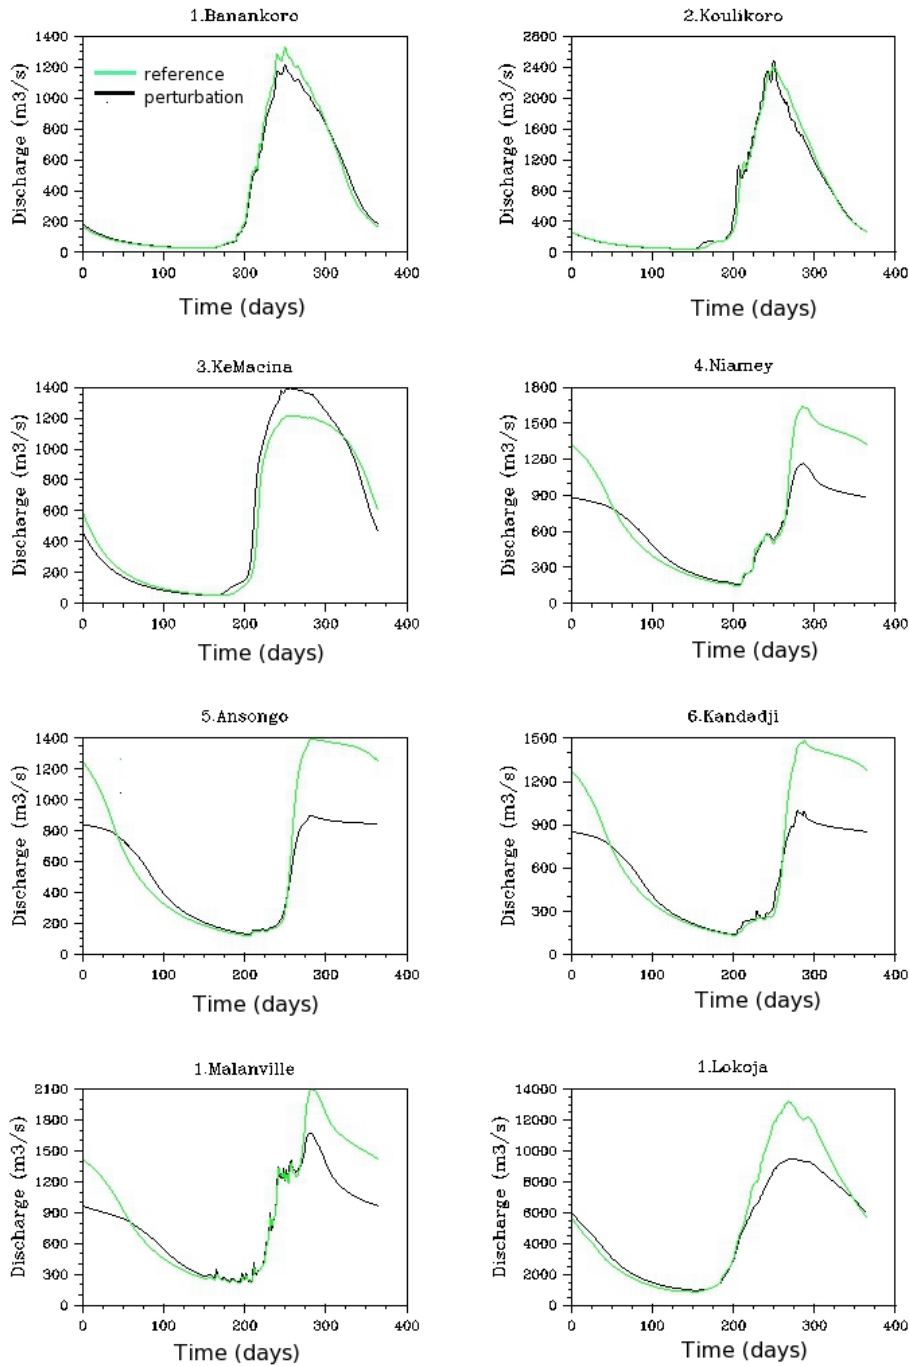 1.Banankoro
1400
1200
1000
800
600
400
200
0
Discharge (m3/s)
reference
perturbation
0 100 200 300 400
Time (days)
2.Koulikoro
2800
2400
2000
1600
1200
800
400
0
Discharge (m3/s)
0 100 200 300 400
Time (days)
3.KeMacina
1400
1200
1000
800
600
400
200
0
Discharge (m3/s)
0 100 200 300 400
Time (days)
4.Niamey
1800
1500
1200
900
600
300
0
Discharge (m3/s)
0 100 200 300 400
Time (days)
5.Ansongo
1400
1200
1000
800
600
400
200
0
Discharge (m3/s)
0 100 200 300 400
Time (days)
6.Kandadji
1500
1200
900
600
300
0
Discharge (m3/s)
0 100 200 300 400
Time (days)
1.Malanville
2100
1800
1500
1200
900
600
300
0
Discharge (m3/s)
0 100 200 300 400
Time (days)
1.Lokoja
14000
12000
10000
8000
6000
4000
2000
0
Discharge (m3/s)
0 100 200 300 400
Time (days)